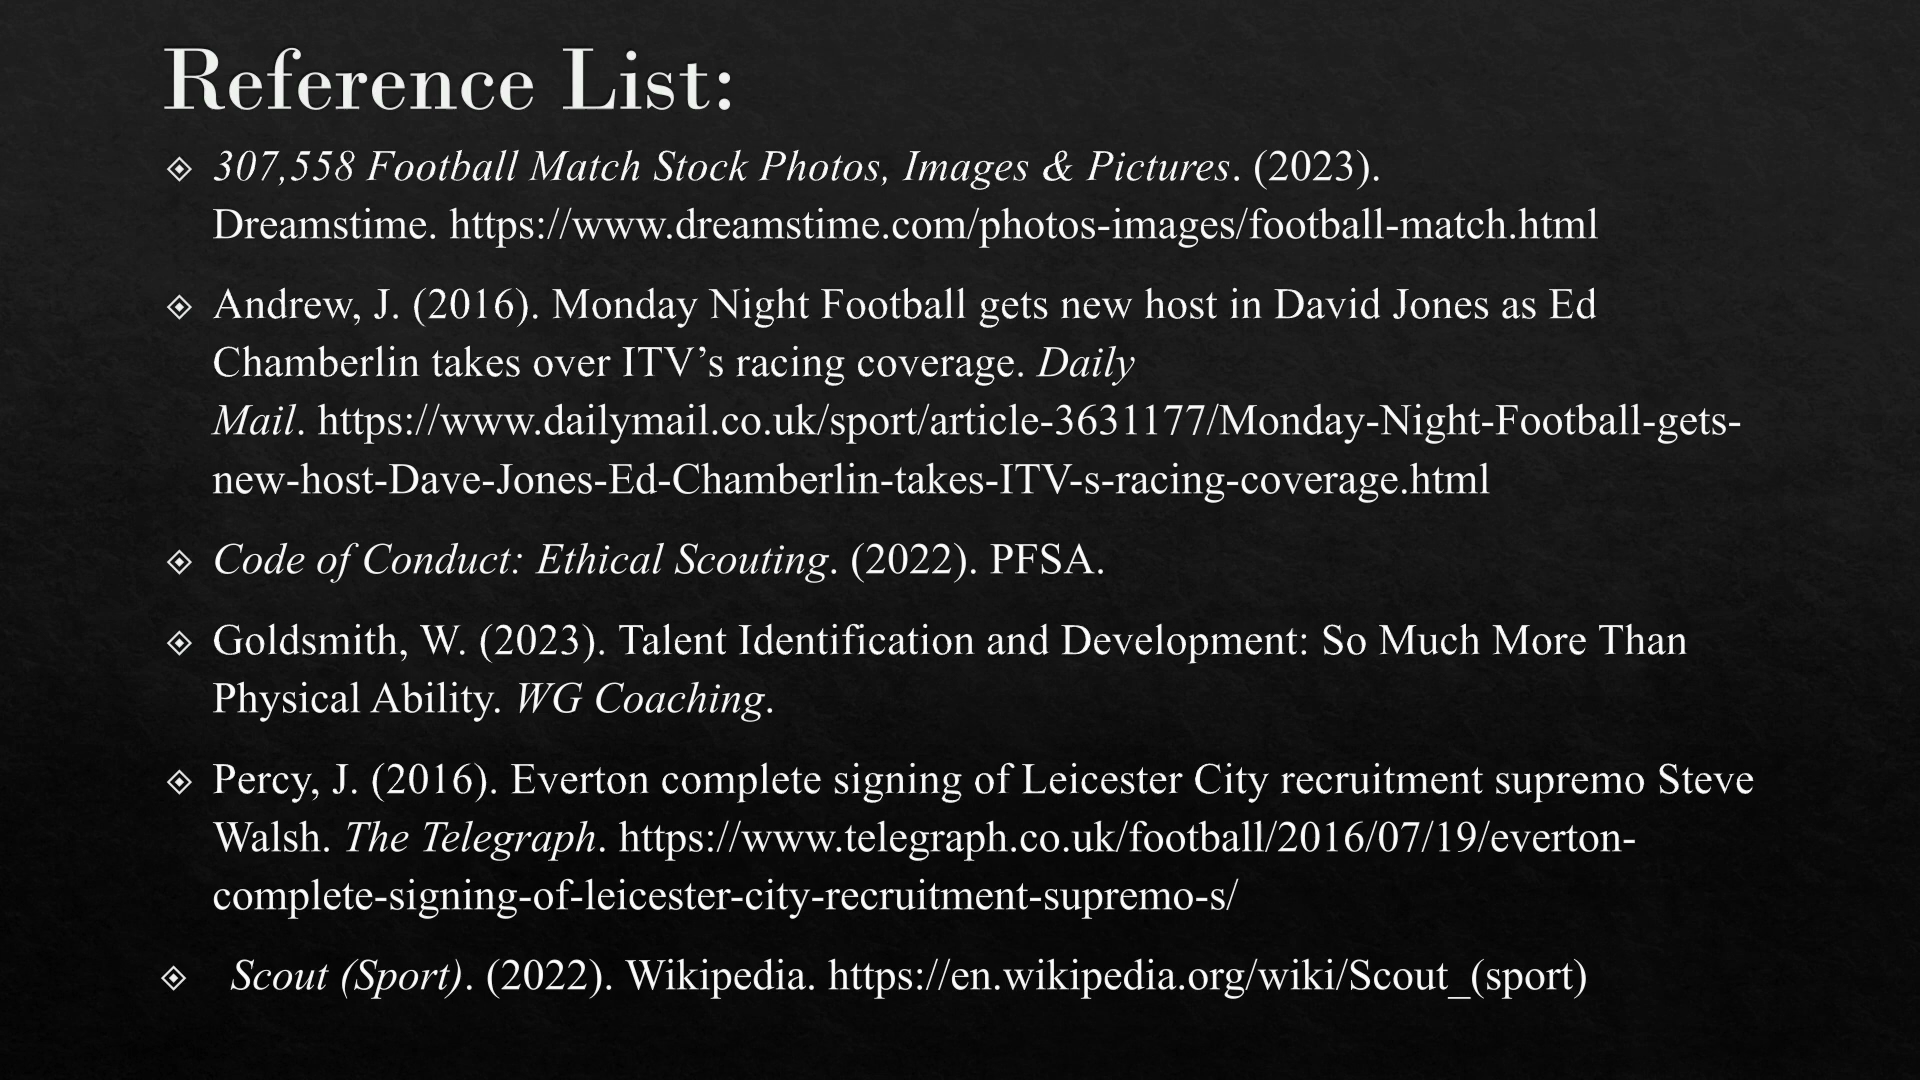 Reference List:
307,558 Football Match Stock Photos, Images & Pictures. (2023).
Dreamstime. https://www.dreamstime.com/photos-images/football-match.html
Andrew, J. (2016). Monday Night Football gets new host in David Jones as Ed
Chamberlin takes over ITV’s racing coverage. Daily
Mail. https://www.dailymail.co.uk/sport/article-3631177/Monday-Night-Football-gets-
new-host-Dave-Jones-Ed-Chamberlin-takes-ITV-s-racing-coverage.html
Code of Conduct: Ethical Scouting. (2022). PFSA.
Goldsmith, W. (2023). Talent Identification and Development: So Much More Than
Physical Ability. WG Coaching.
Percy, J. (2016). Everton complete signing of Leicester City recruitment supremo Steve
Walsh. The Telegraph. https://www.telegraph.co.uk/football/2016/07/19/everton-
complete-signing-of-leicester-city-recruitment-supremo-s/
Scout (Sport). (2022). Wikipedia. https://en.wikipedia.org/wiki/Scout_(sport)